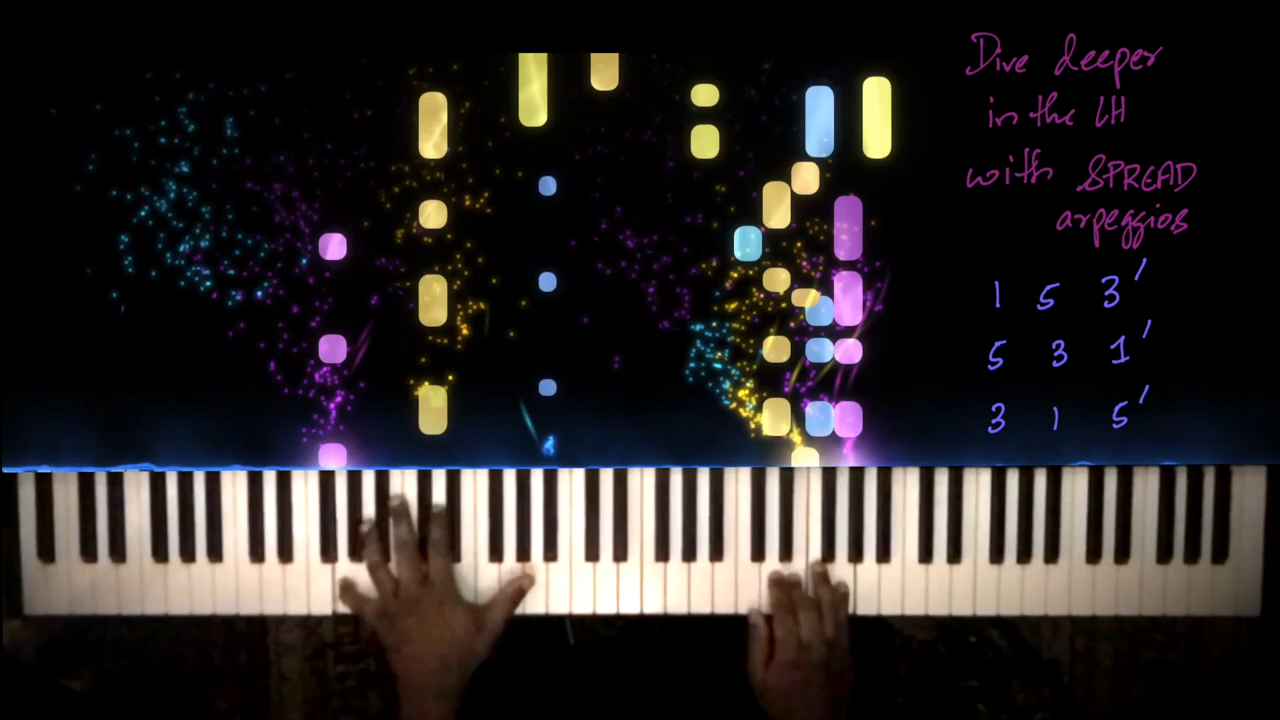 Dive deeper
in the LH
with SPREAD
arpeggios
1 5 3'
5 3 1'
3 1 5'